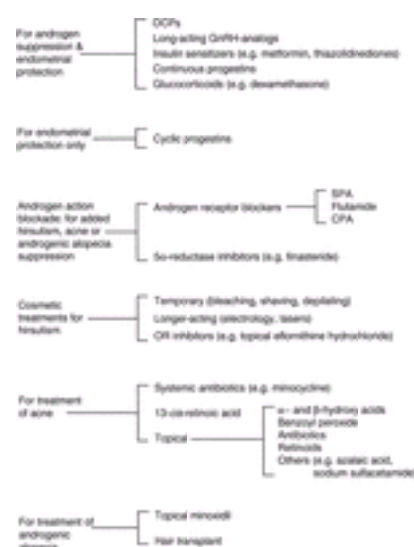 For androgen
suppression &
endometrial
protection
OCPs
Long-acting GnRH-analogs
Insulin sensitizers (e.g. metformin, thiazolidinediones)
Continuous progestins
Glucocorticoids (e.g. dexamethasone)
For endometrial
protection only
Cyclic progestins
Androgen action
blockade: for added
hirsutism, acne or
androgenic alopecia
suppression
Androgen receptor blockers
SPA
Flutamide
CPA
5α-reductase inhibitors (e.g. finasteride)
Cosmetic
treatments for
hirsutism
Temporary (bleaching, shaving, depilating)
Longer-acting (electrology, lasers)
inhibitors (e.g. topical eflornithine hydrochloride)
For treatment
of acne
Systemic antibiotics (e.g. minocycline)
13-cis-retinoic acid
Topical
α– and β-hydroxy acids
Benzoyl peroxide
Antibiotics
Retinoids
Others (e.g. azelaic acid,
sodium sulfacetamide)
For treatment of
androgenic
alopecia
Topical minoxidil
Hair transplant